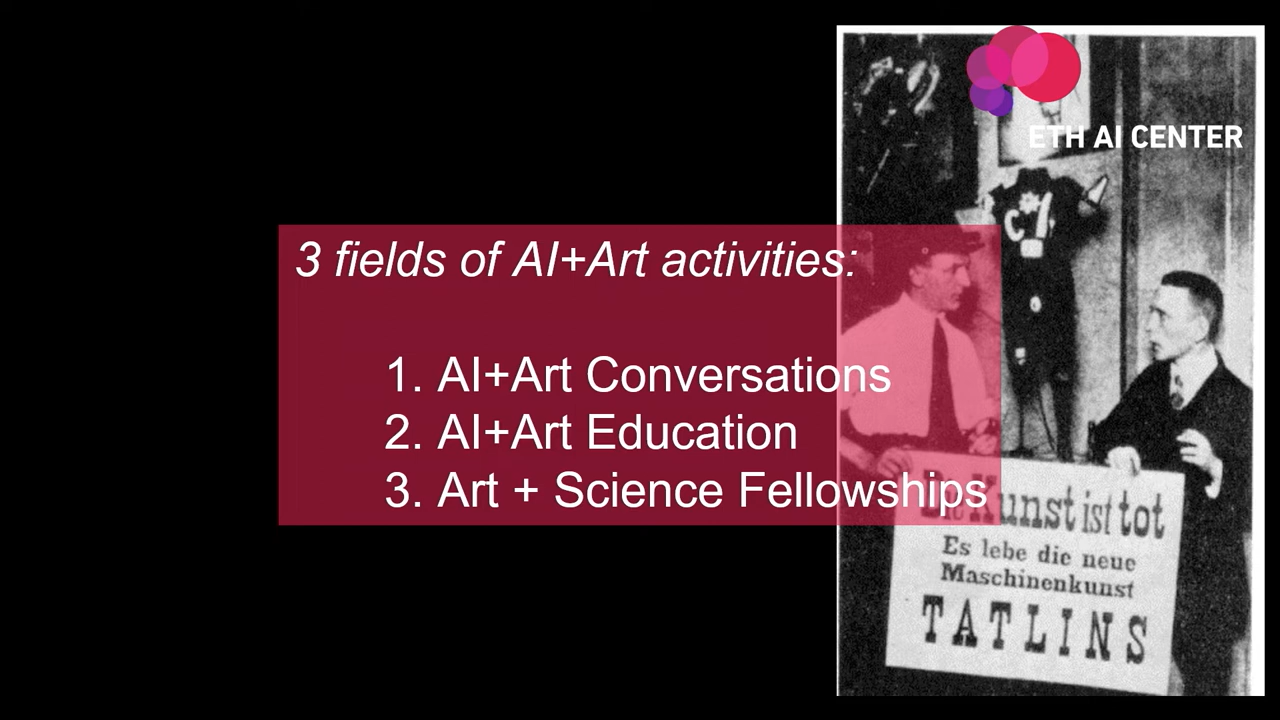 ETH AI CENTER
3 fields of AI+Art activities:
1. AI+Art Conversations
2. AI+Art Education
3. Art + Science Fellowships
Die Kunst ist tot
Es lebe die neue
Maschinenkunst
TATLINS